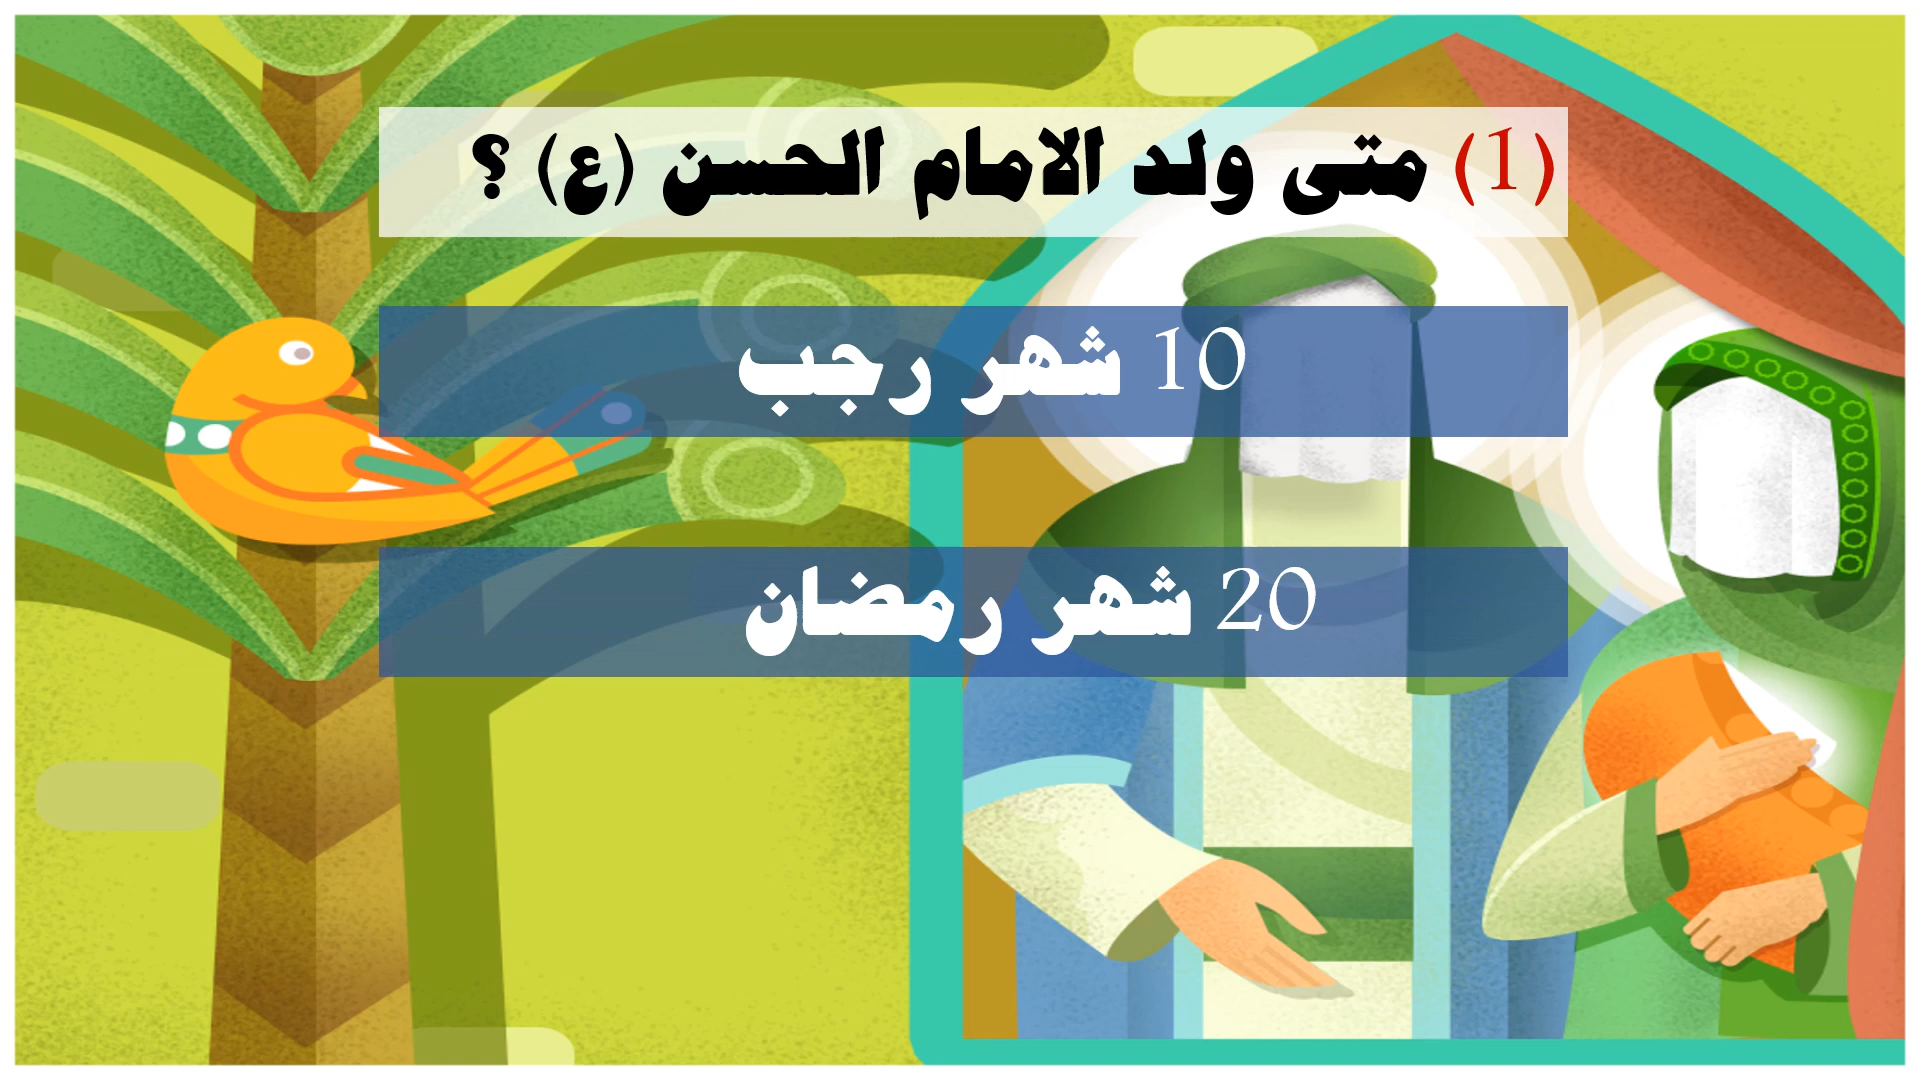 (1) متى ولد الامام الحسن (ع) ؟
10 شهر رجب
20 شهر رمضان